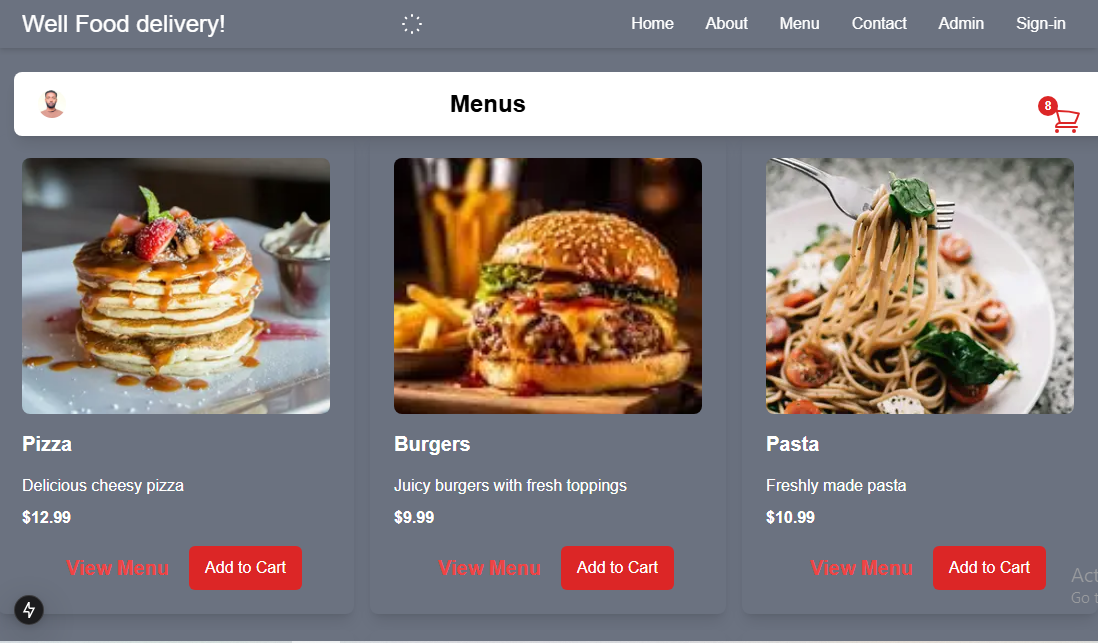 Well Food delivery! Home About Menu Contact Admin Sign-in
Menus
8
Pizza Burgers Pasta
Delicious cheesy pizza Juicy burgers with fresh toppings Freshly made pasta
$12.99 $9.99 $10.99
View Menu Add to Cart View Menu Add to Cart View Menu Add to Cart
Act
Go t